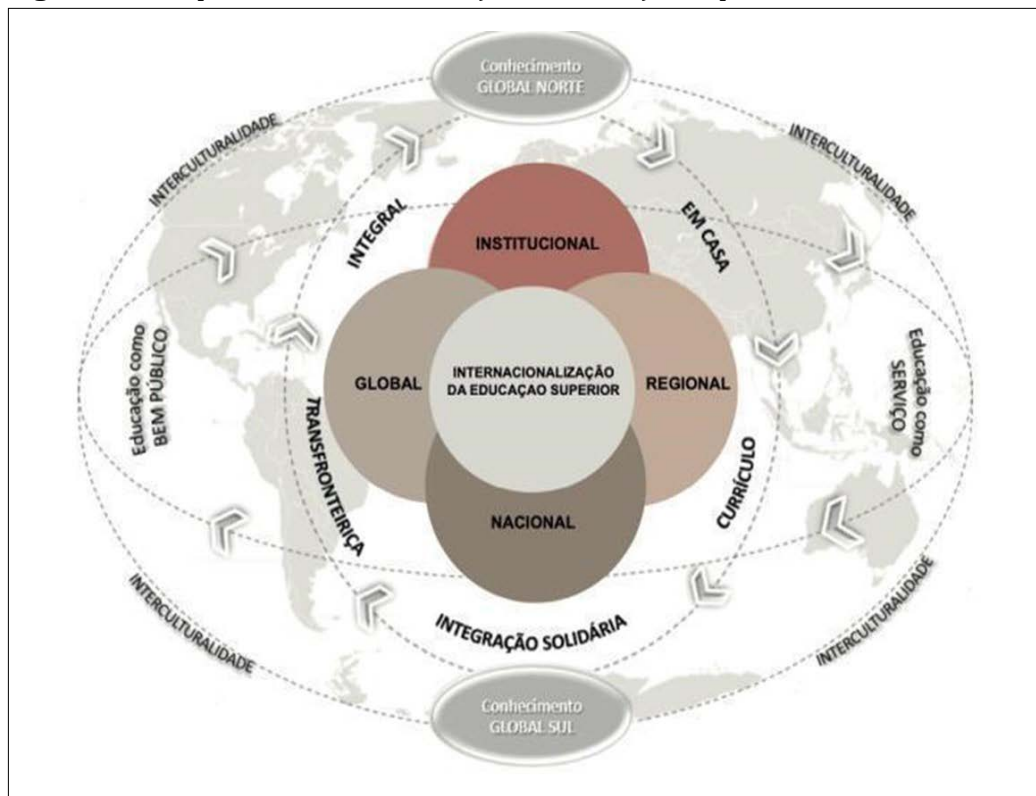 Conhecimento
GLOBAL NORTE
INTERCULTURALIDADE
INTERCULTURALIDADE
INTEGRAL
EM CASA
INSTITUCIONAL
Educação como
BEM PÚBLICO
GLOBAL
INTERNACIONALIZAÇÃO
DA EDUCAÇAO SUPERIOR
REGIONAL
Educação como
SERVIÇO
TRANSFRONTEIRIÇA
CURRÍCULO
NACIONAL
INTEGRAÇÃO SOLIDÁRIA
INTERCULTURALIDADE
INTERCULTURALIDADE
Conhecimento
GLOBAL SUL